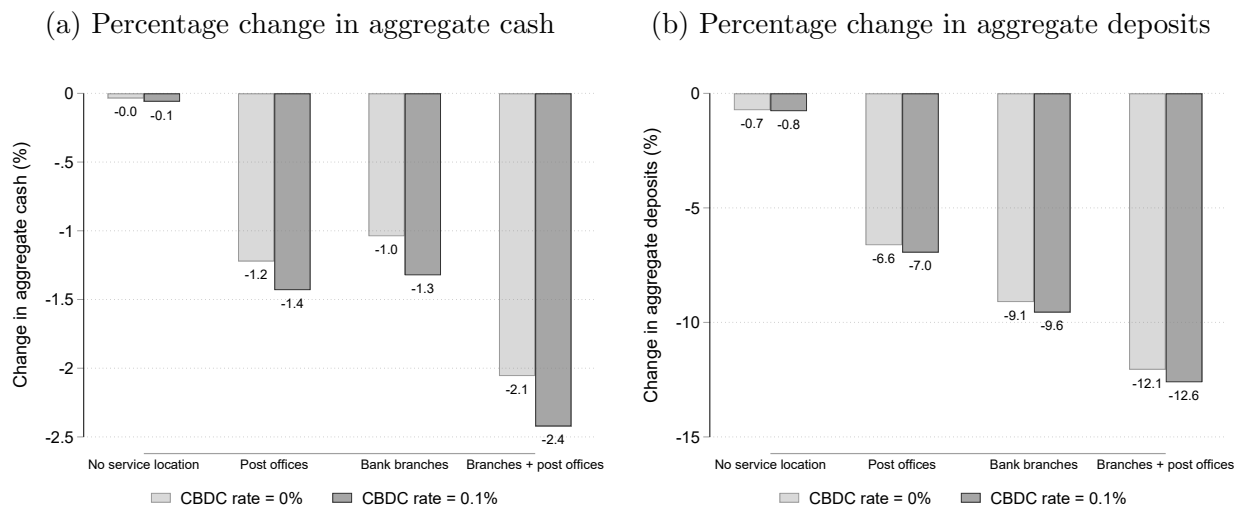 (a) Percentage change in aggregate cash
Change in aggregate cash (%)
0
-.5
-1
-1.5
-2
-2.5
-0.0
-0.1
-1.2
-1.4
-1.0
-1.3
-2.1
-2.4
No service location
Post offices
Bank branches
Branches + post offices
CBDC rate = 0%
CBDC rate = 0.1%
(b) Percentage change in aggregate deposits
Change in aggregate deposits (%)
0
-5
-10
-15
-0.7
-0.8
-6.6
-7.0
-9.1
-9.6
-12.1
-12.6
No service location
Post offices
Bank branches
Branches + post offices
CBDC rate = 0%
CBDC rate = 0.1%